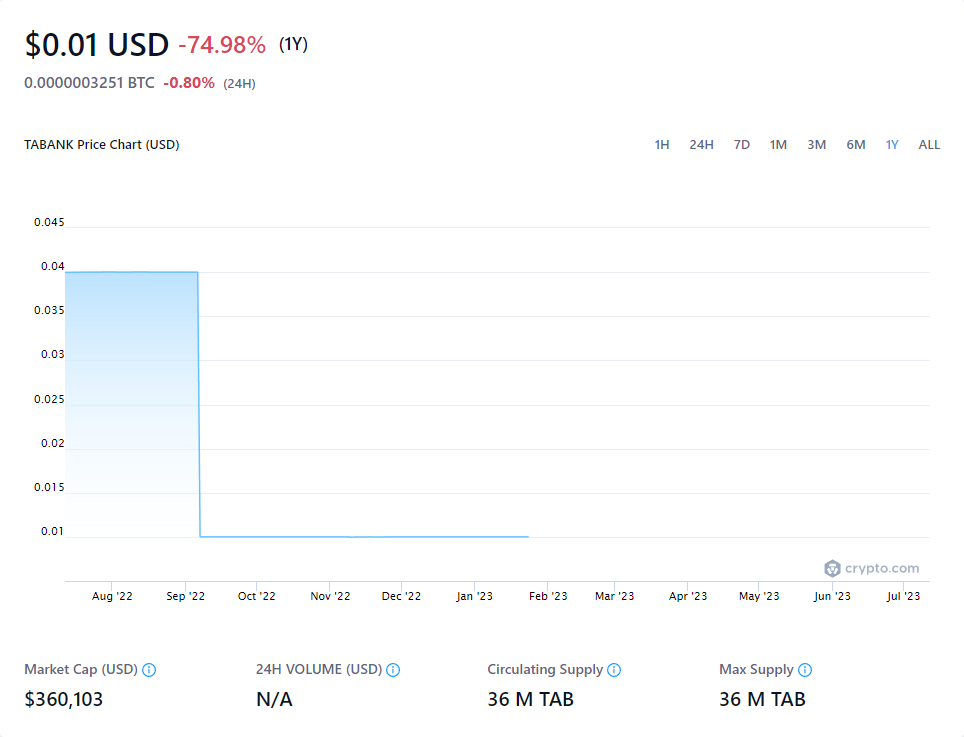 $0.01 USD -74.98% (1Y)
0.0000003251 BTC -0.80% (24H)
TABANK Price Chart (USD) 1H 24H 7D 1M 3M 6M 1Y ALL
0.045
0.04
0.035
0.03
0.025
0.02
0.015
0.01
crypto.com
Aug '22 Sep '22 Oct '22 Nov '22 Dec '22 Jan '23 Feb '23 Mar '23 Apr '23 May '23 Jun '23 Jul '23
Market Cap (USD) 24H VOLUME (USD) Circulating Supply Max Supply
$360,103 N/A 36 M TAB 36 M TAB